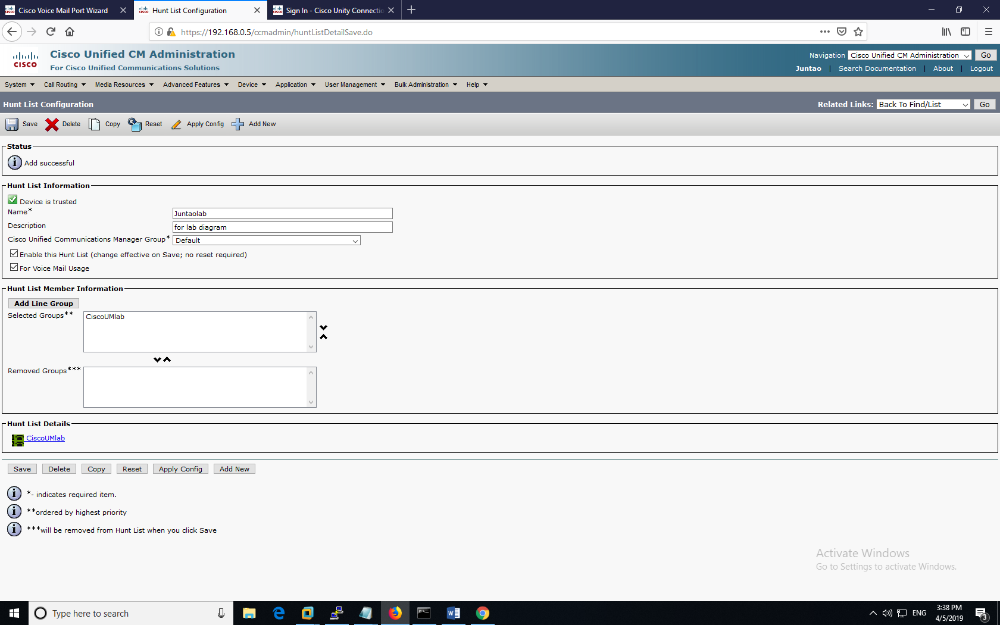 Cisco Voice Mail Port Wizard
Hunt List Configuration
Sign In - Cisco Unity Connectio
https://192.168.0.5/ccmadmin/huntListDetailSave.do
cisco
Cisco Unified CM Administration
For Cisco Unified Communications Solutions
Navigation Cisco Unified CM Administration Go
Juntao | Search Documentation | About | Logout
System Call Routing Media Resources Advanced Features Device Application User Management Bulk Administration Help
Hunt List Configuration
Related Links: Back To Find/List Go
Save Delete Copy Reset Apply Config Add New
Status
i Add successful
Hunt List Information
Device is trusted
Name* Juntaolab
Description for lab diagram
Cisco Unified Communications Manager Group* Default
Enable this Hunt List (change effective on Save; no reset required)
For Voice Mail Usage
Hunt List Member Information
Add Line Group
Selected Groups** CiscoUMlab
Removed Groups***
Hunt List Details
CiscoUMlab
Save Delete Copy Reset Apply Config Add New
i *- indicates required item.
i **ordered by highest priority
i ***will be removed from Hunt List when you click Save
Activate Windows
Go to Settings to activate Windows.
Type here to search
ENG
3:38 PM
4/5/2019
3